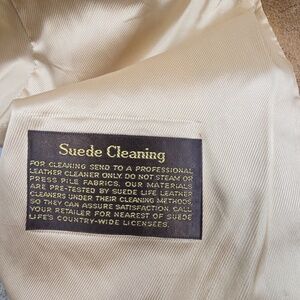 Suede Cleaning
FOR CLEANING SEND TO A PROFESSIONAL
LEATHER CLEANER ONLY. DO NOT STEAM OR
PRESS PILE FABRICS. OUR MATERIALS
ARE PRE-TESTED BY SUEDE LIFE LEATHER
CLEANERS UNDER THEIR CLEANING METHODS,
SO THEY CAN ASSURE SATISFACTION. CALL
YOUR RETAILER FOR NEAREST OF SUEDE
LIFE'S COUNTRY-WIDE LICENSEES.